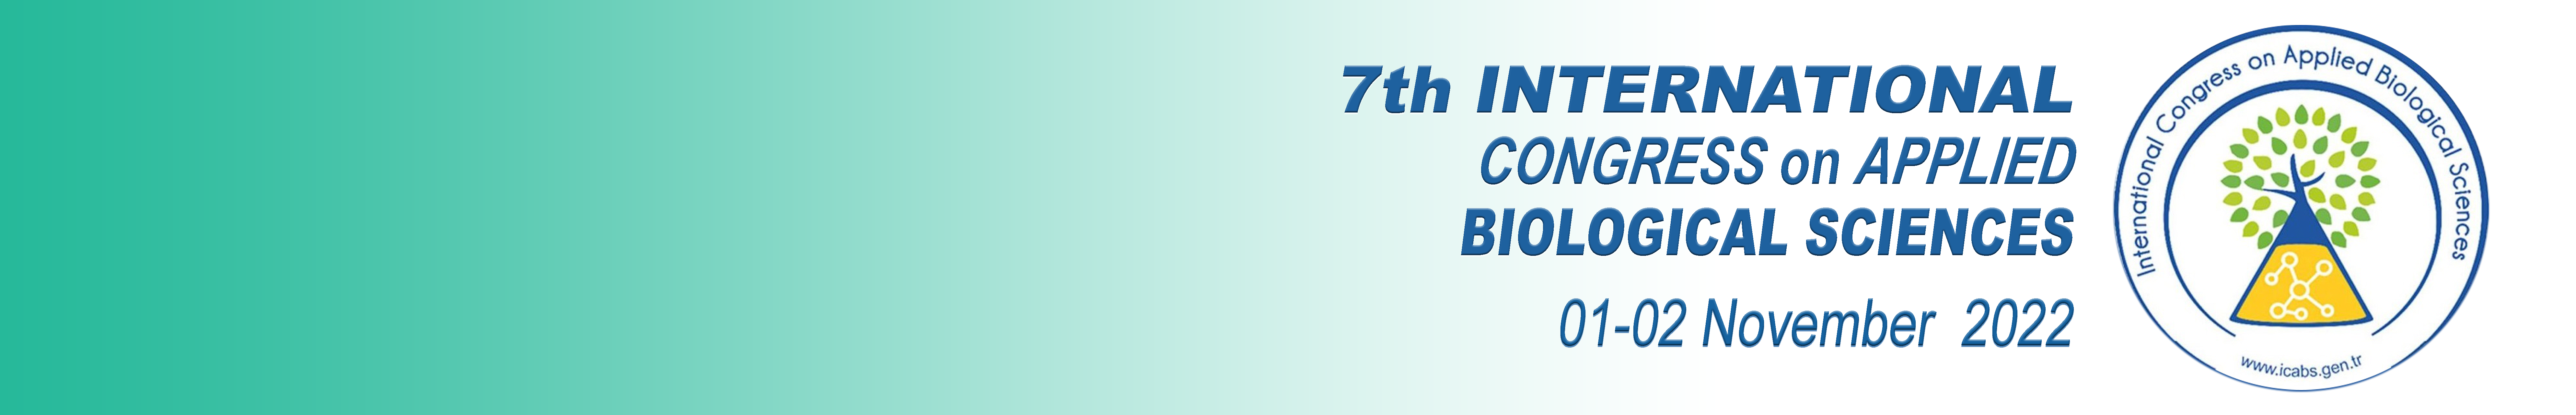 7th INTERNATIONAL
CONGRESS on APPLIED
BIOLOGICAL SCIENCES
01-02 November 2022
International Congress on Applied Biological Sciences
www.icabs.gen.tr